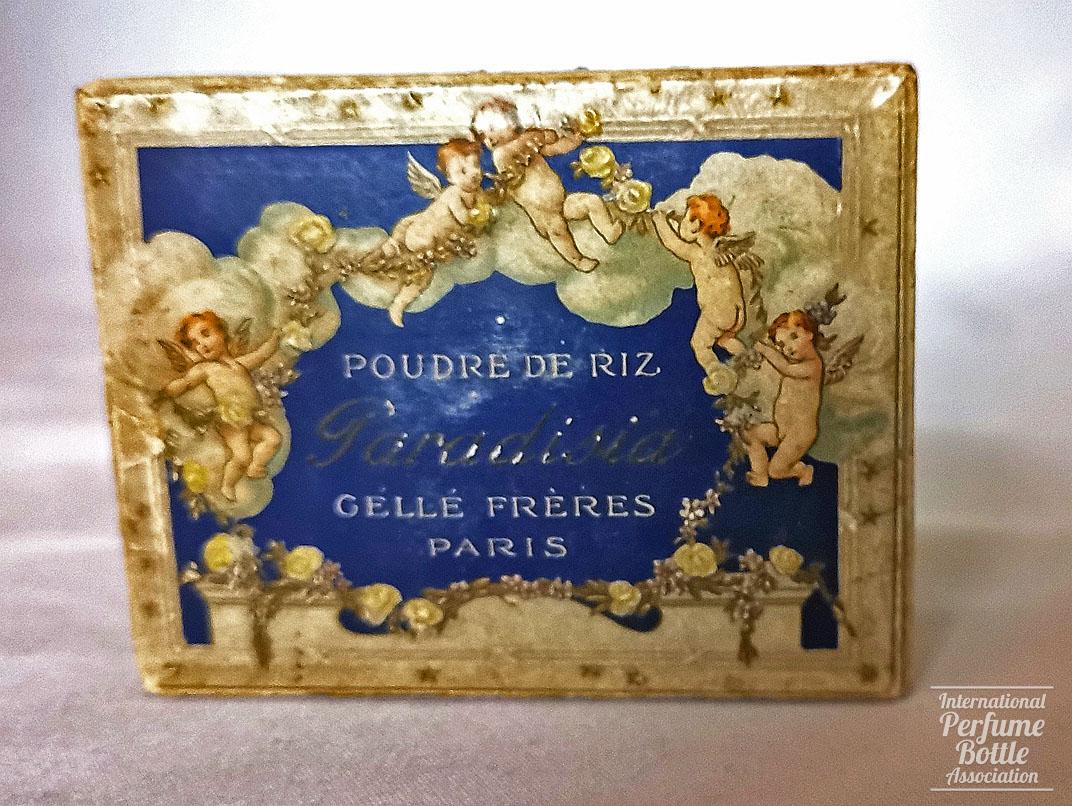 POUDRE DE RIZ
Paradisia
GELLÉ FRÈRES
PARIS
International
Perfume
Bottle
Association